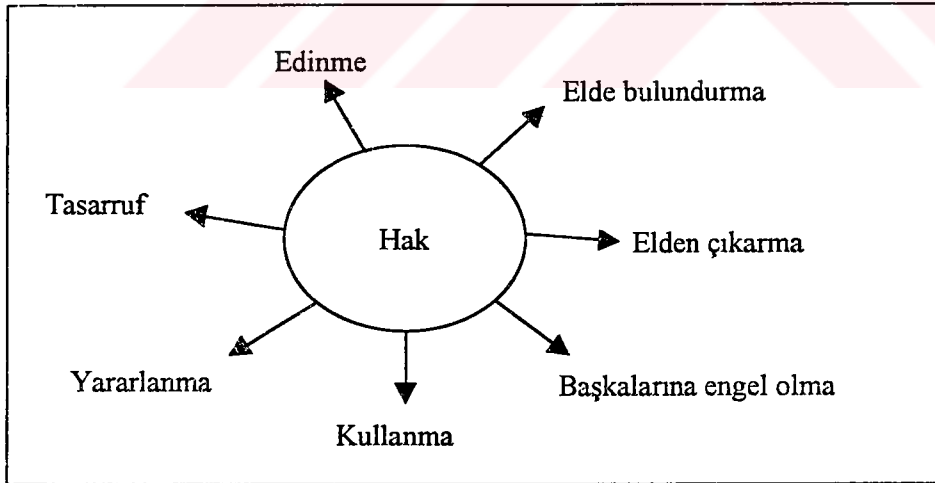 Edinme
Elde bulundurma
Tasarruf
Hak
Elden çıkarma
Yararlanma
Başkalarına engel olma
Kullanma